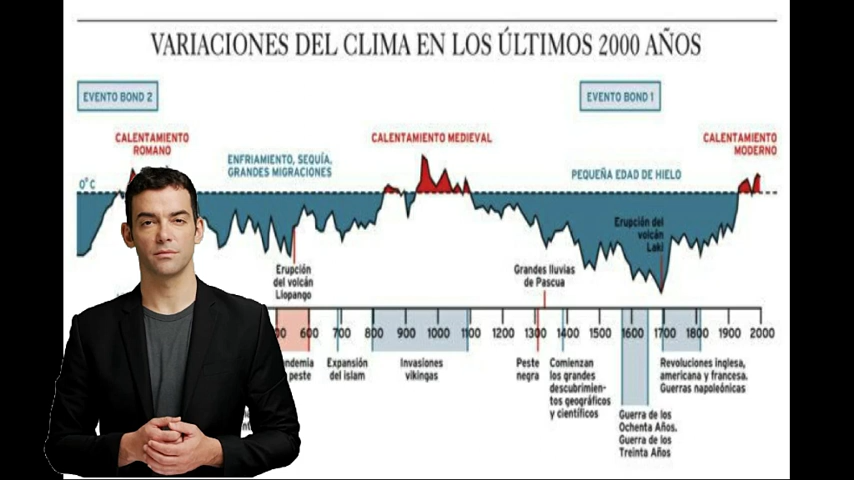 VARIACIONES DEL CLIMA EN LOS ÚLTIMOS 2000 AÑOS
EVENTO BOND 2
EVENTO BOND 1
CALENTAMIENTO
ROMANO
CALENTAMIENTO MEDIEVAL
CALENTAMIENTO
MODERNO
ENFRIAMIENTO, SEQUÍA,
GRANDES MIGRACIONES
PEQUEÑA EDAD DE HIELO
0°C
Erupción del
volcán
Laki
Erupción
del volcán
Llopango
Grandes lluvias
de Pascua
600 700 800 900 1000 1100 1200 1300 1400 1500 1600 1700 1800 1900 2000
peste
Expansión
del islam
Invasiones
vikingas
Peste
negra
Comienzan
los grandes
descubrimien-
tos geográficos
y científicos
Guerra de los
Ochenta Años.
Guerra de los
Treinta Años
Revoluciones inglesa,
americana y francesa.
Guerras napoleónicas